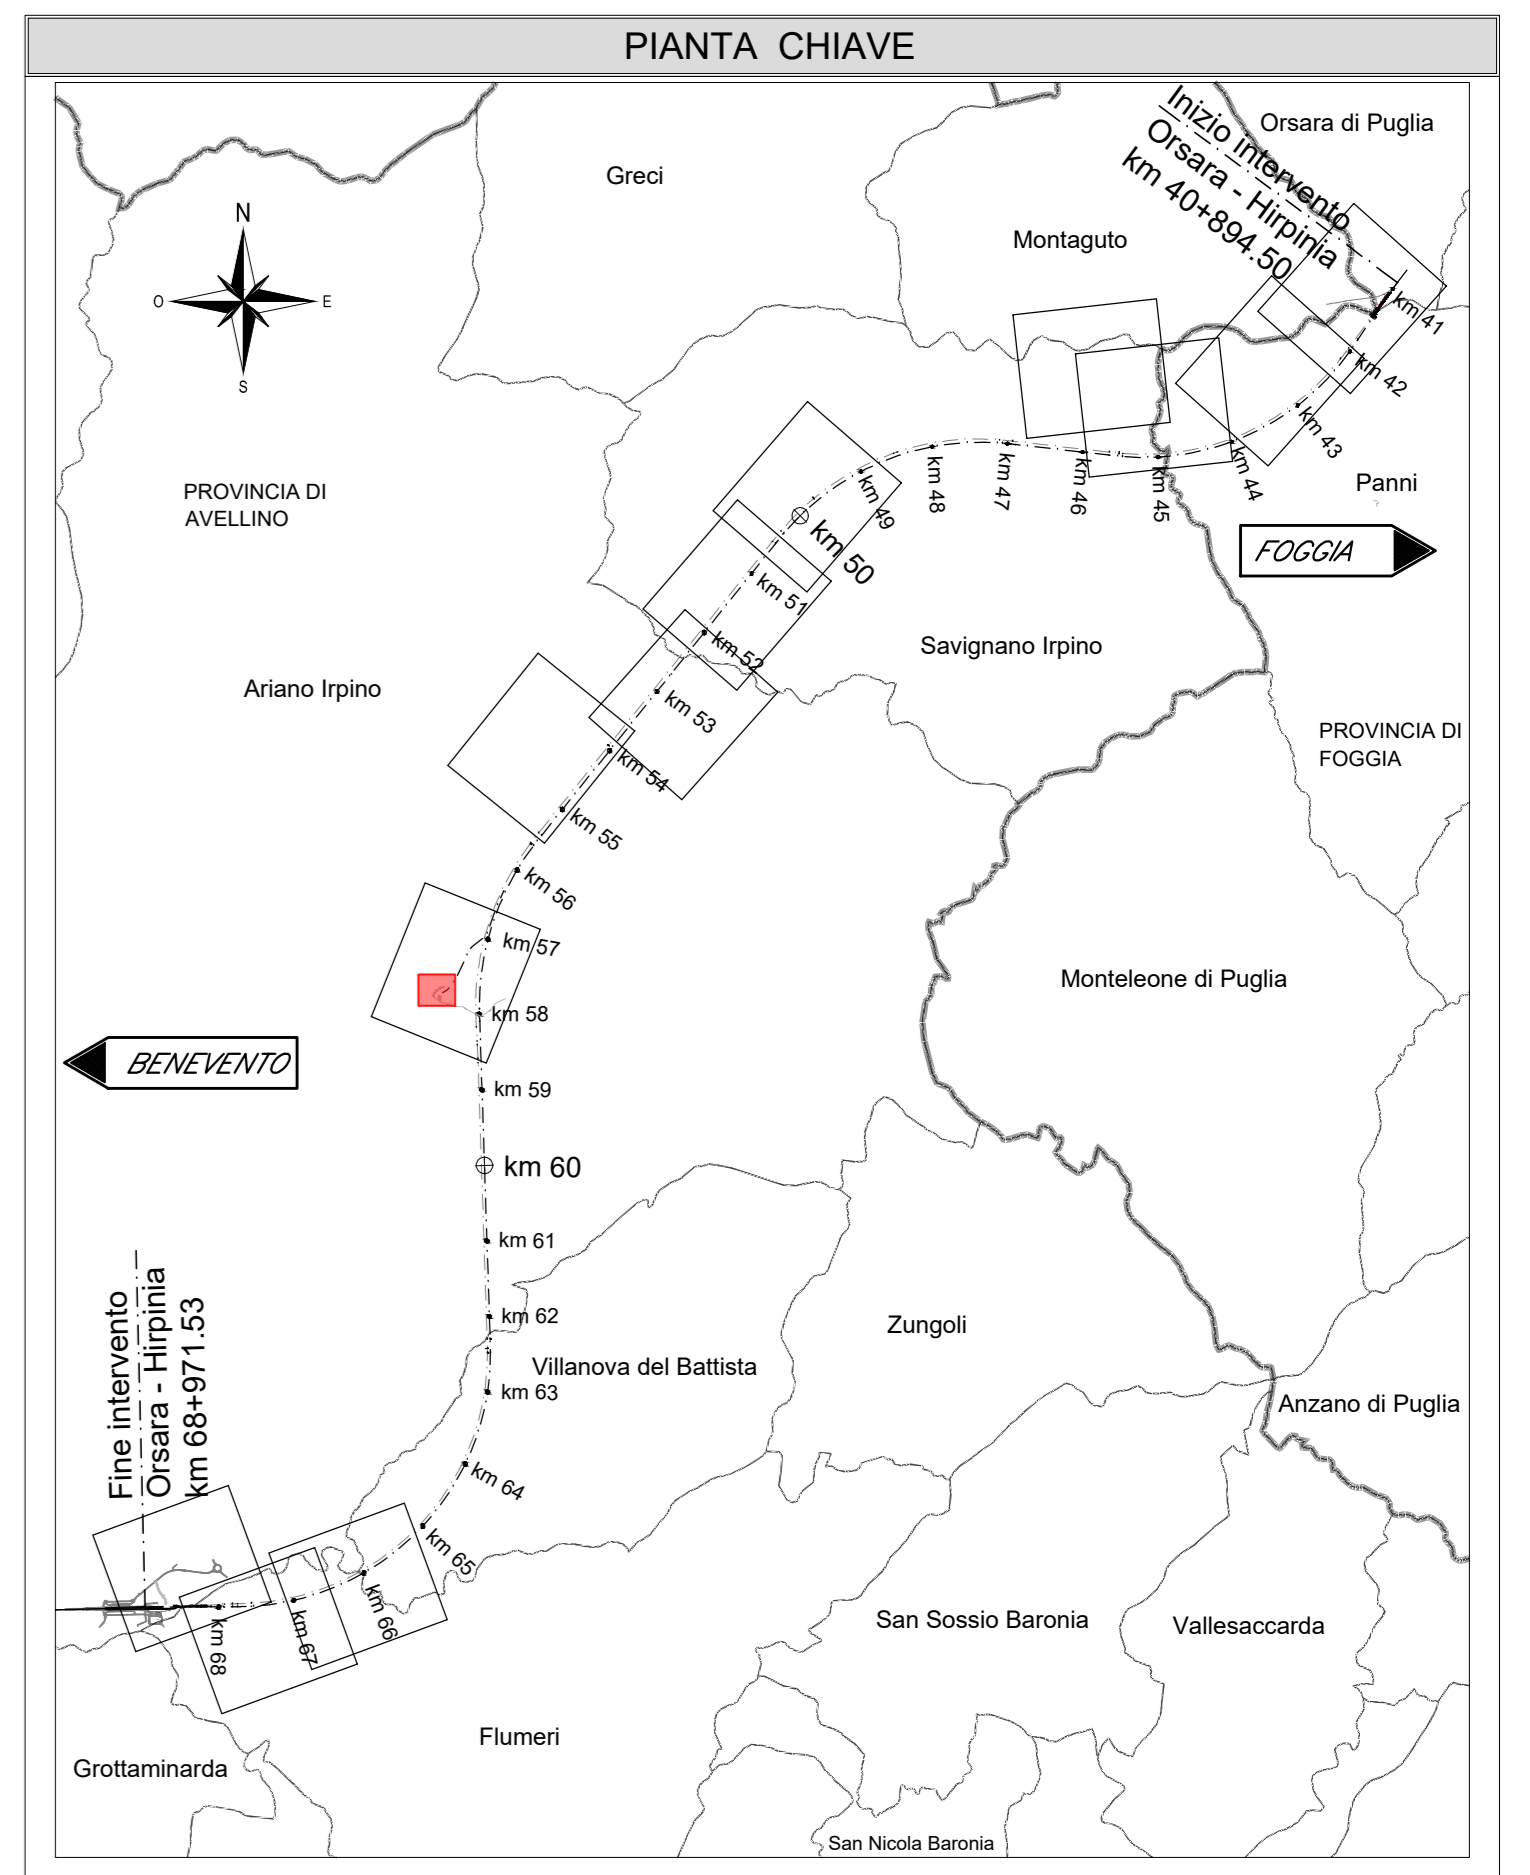 PIANTA CHIAVE
Inizio intervento
Orsara - Hirpinia
km 40+894.50
Orsara di Puglia
Greci
Montaguto
N
O
E
S
km 41
km 42
km 43
km 44
km 45
km 46
km 47
km 48
km 49
km 50
Panni
?
PROVINCIA DI
AVELLINO
FOGGIA
km 51
km 52
km 53
km 54
km 55
km 56
km 57
km 58
km 59
km 60
Savignano Irpino
Ariano Irpino
PROVINCIA DI
FOGGIA
Monteleone di Puglia
BENEVENTO
km 61
km 62
km 63
km 64
km 65
km 66
km 67
km 68
Zungoli
Villanova del Battista
Anzano di Puglia
Fine intervento
Orsara - Hirpinia
km 68+971.53
San Sossio Baronia
Vallesaccarda
Flumeri
Grottaminarda
San Nicola Baronia